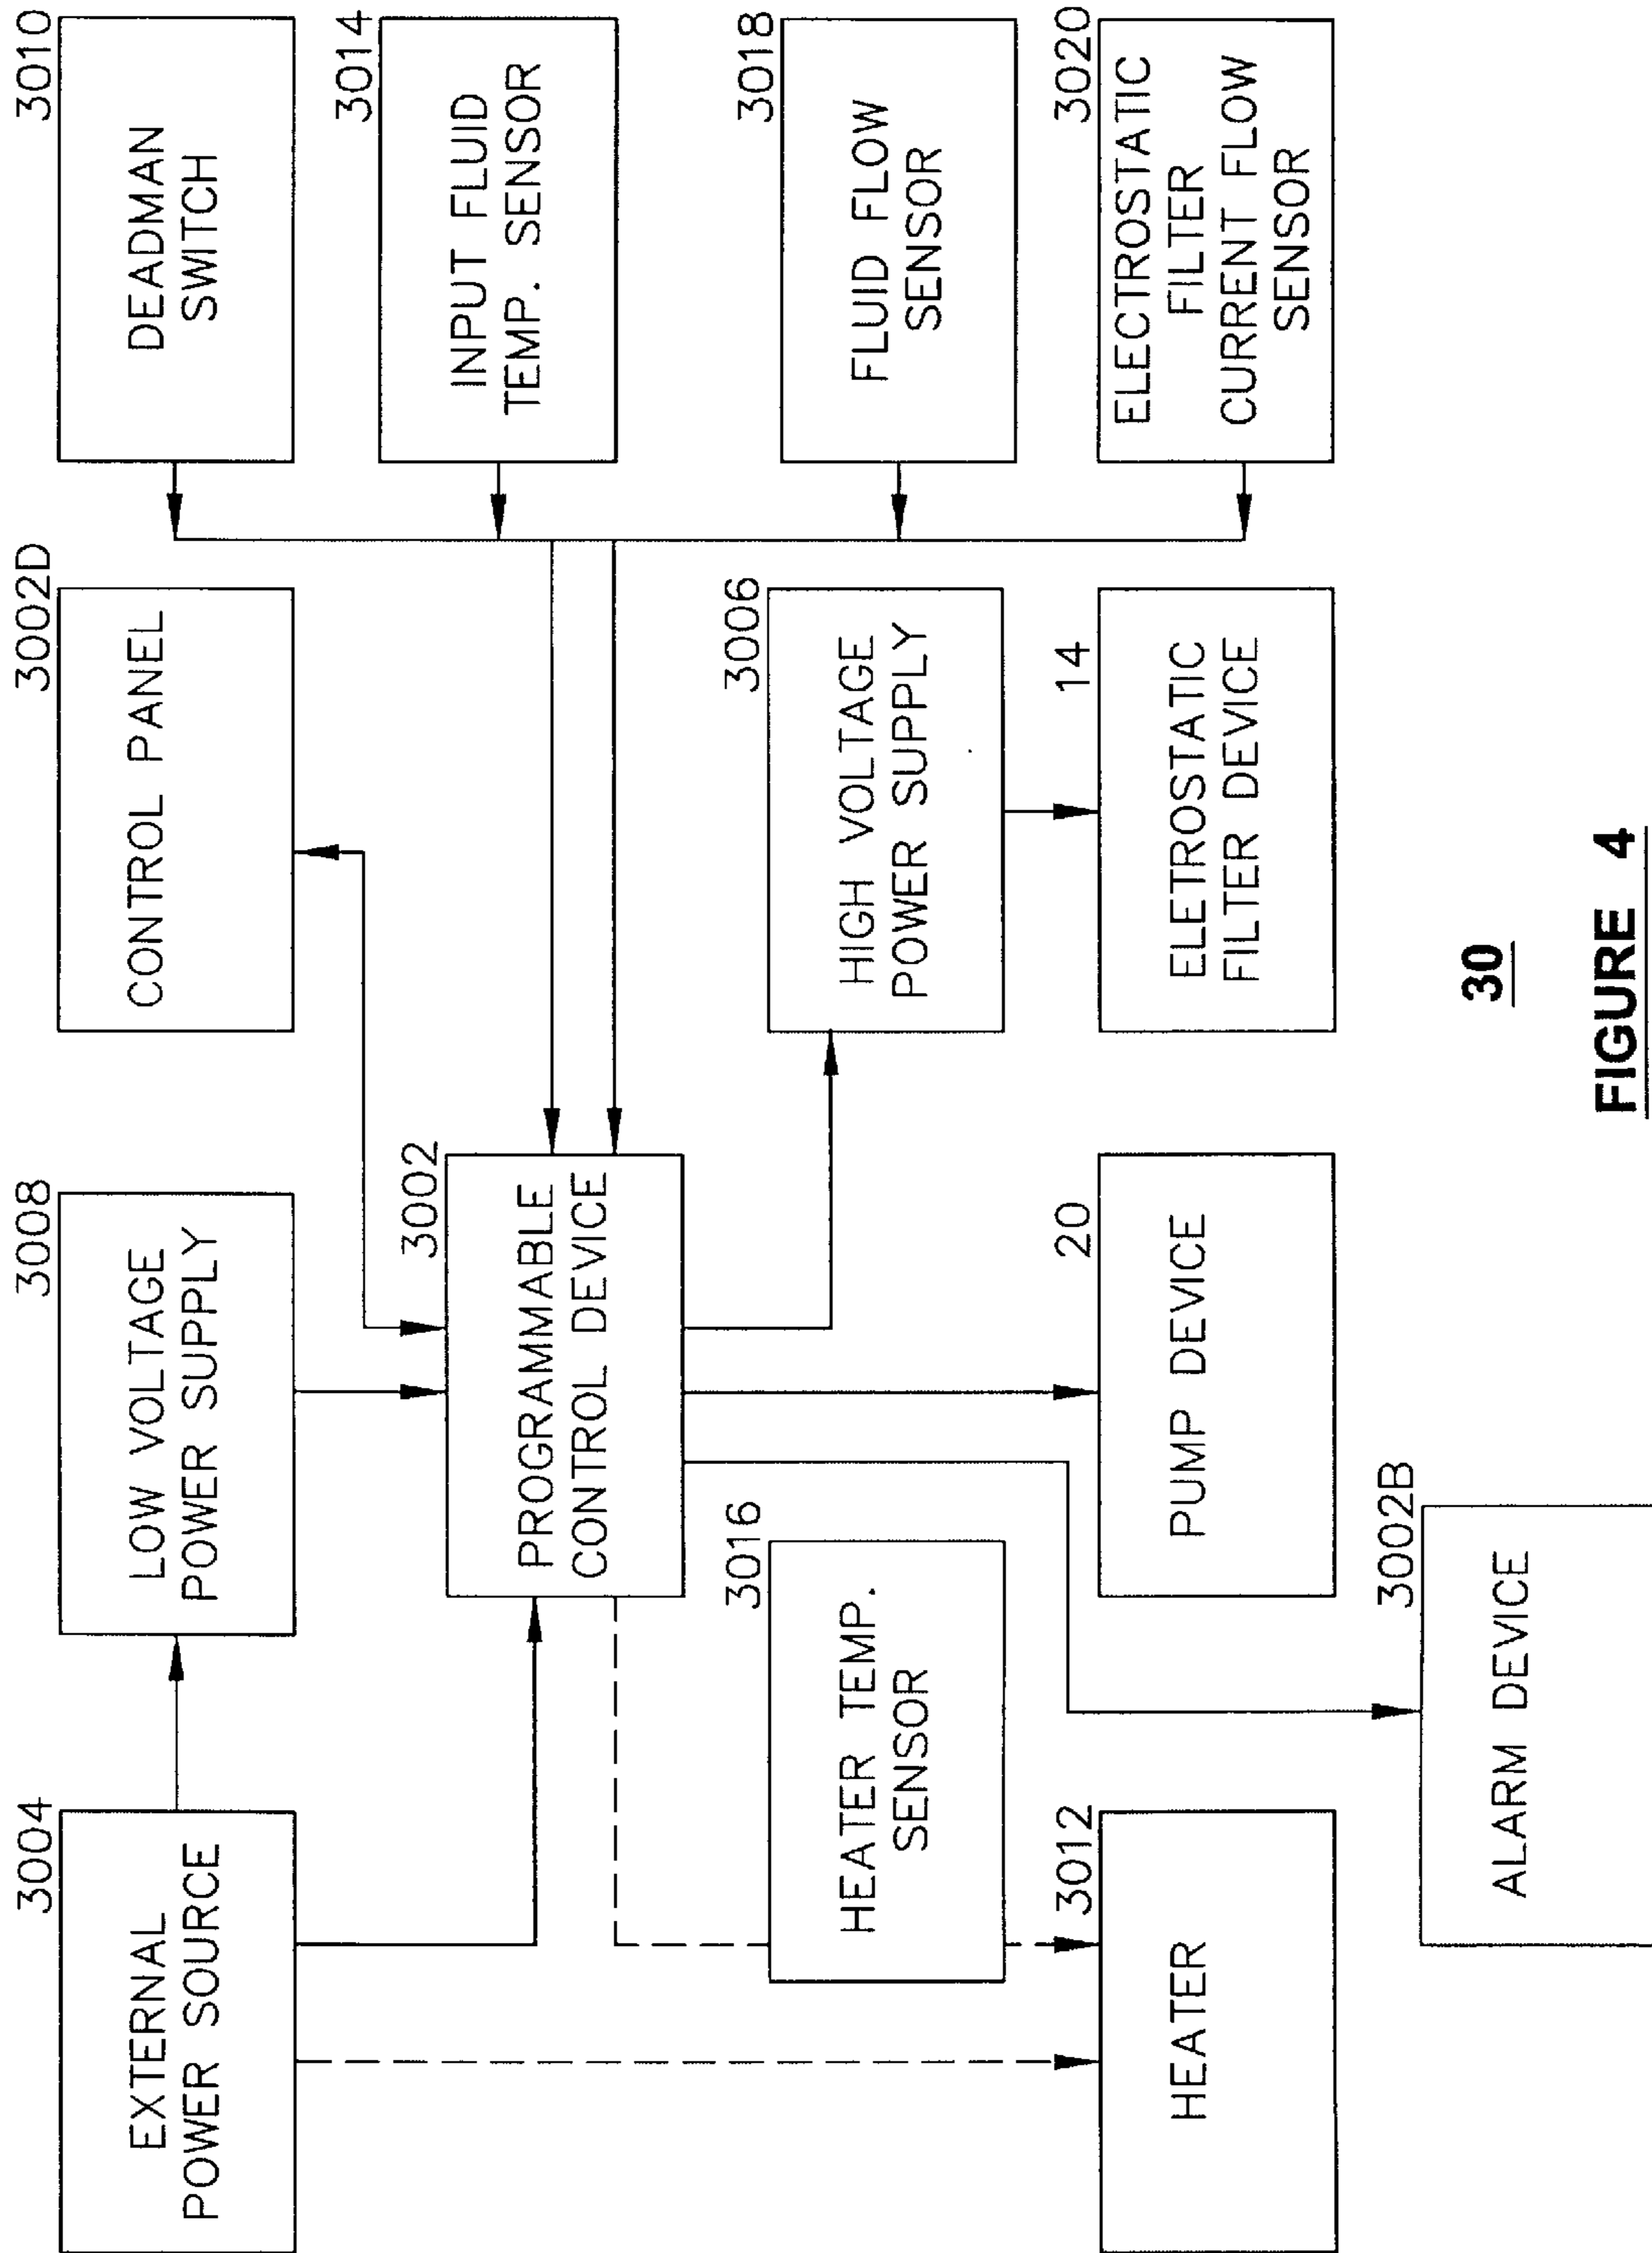 3004
EXTERNAL
POWER SOURCE
3008
LOW VOLTAGE
POWER SUPPLY
3002D
CONTROL PANEL
3010
DEADMAN
SWITCH
3002
PROGRAMMABLE
CONTROL DEVICE
3014
INPUT FLUID
TEMP. SENSOR
3016
HEATER TEMP.
SENSOR
3006
HIGH VOLTAGE
POWER SUPPLY
3018
FLUID FLOW
SENSOR
3012
HEATER
20
PUMP DEVICE
14
ELETROSTATIC
FILTER DEVICE
3020
ELECTROSTATIC
FILTER
CURRENT FLOW
SENSOR
3002B
ALARM DEVICE
30
FIGURE 4